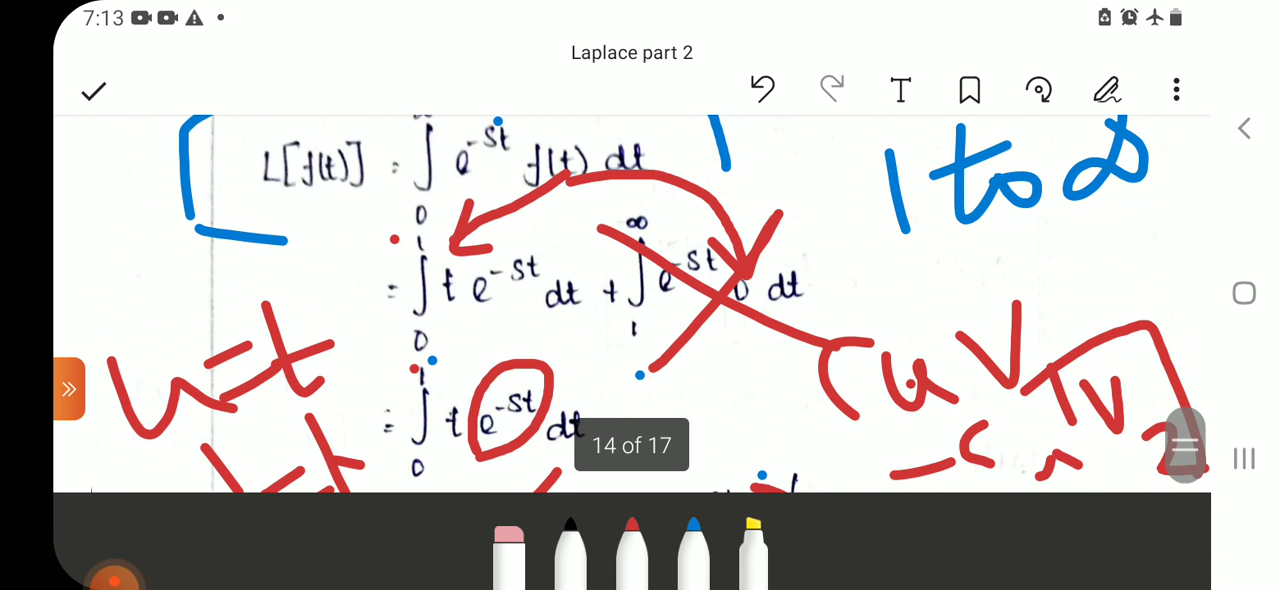 7:13
Laplace part 2
L[f(t)] = ∫ e^-st f(t) dt
0
1 to ∞
= ∫ 0 1 t e^-st dt + ∫ 1 ∞ e^-st 0 dt
u=t
= ∫ 0 1 t e^-st dt
14 of 17